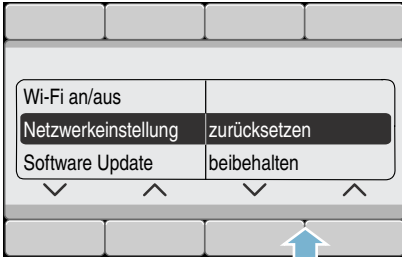 Wi-Fi an/aus
Netzwerkeinstellung zurücksetzen
Software Update beibehalten